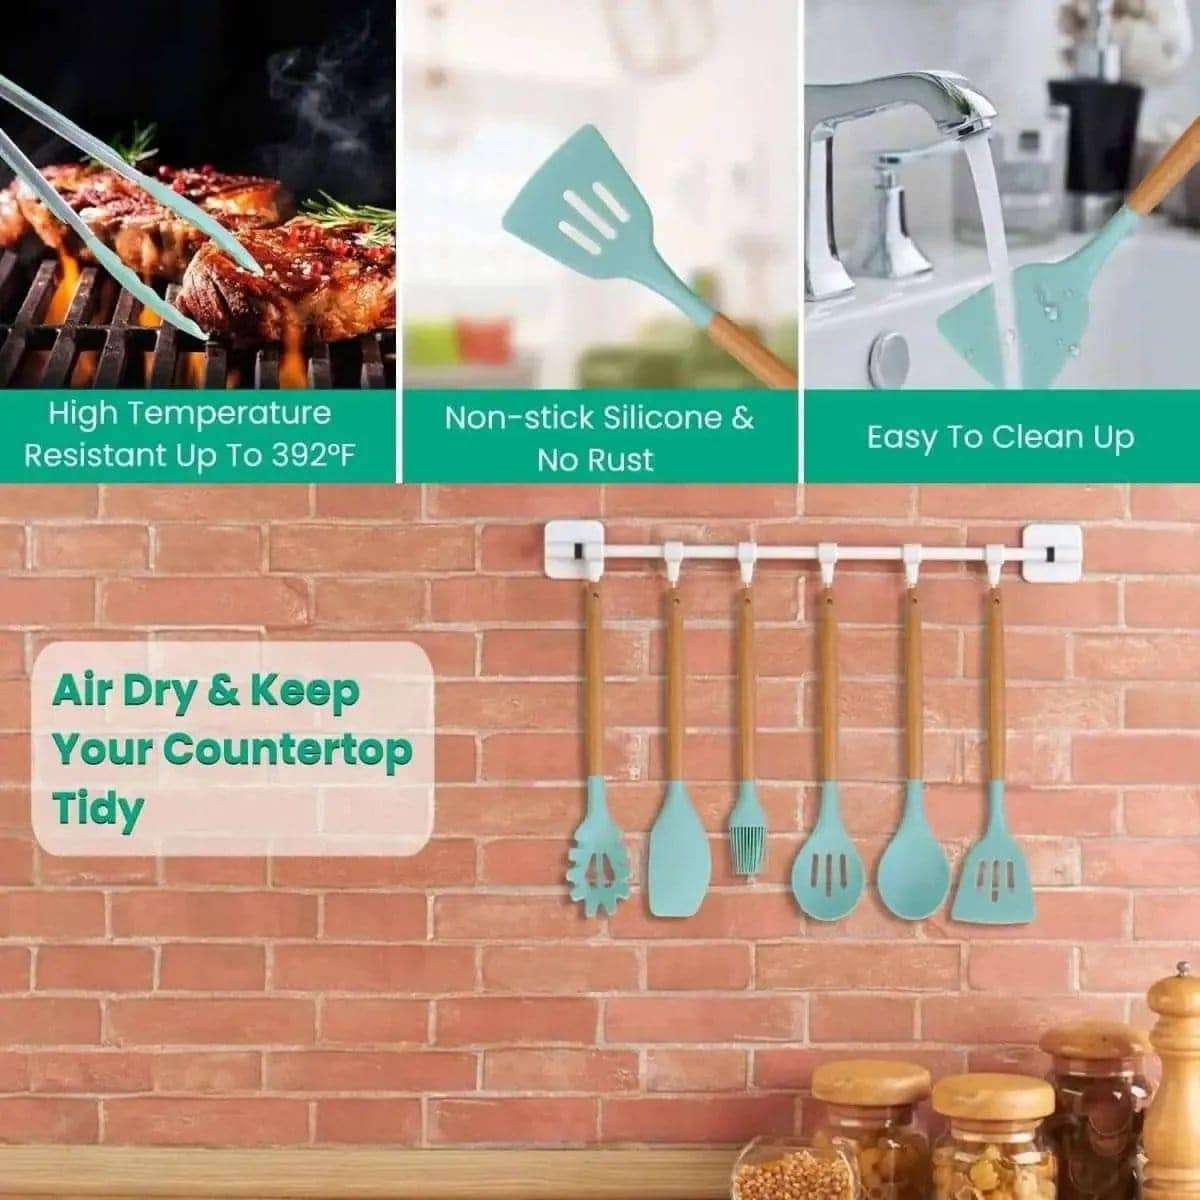 High Temperature
Resistant Up To 392°F
Non-stick Silicone &
No Rust
Easy To Clean Up
Air Dry & Keep
Your Countertop
Tidy